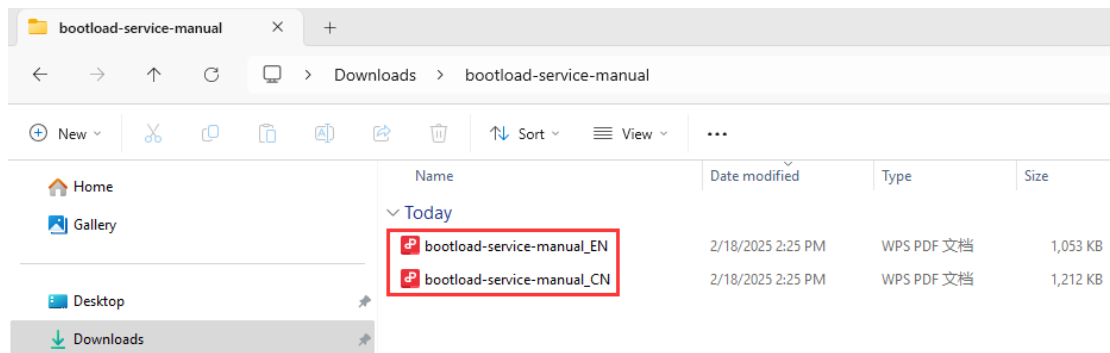 bootload-service-manual
Downloads > bootload-service-manual
New Sort View ...
Name Date modified Type Size
Home
Gallery
Today
bootload-service-manual_EN 2/18/2025 2:25 PM WPS PDF 文档 1,053 KB
bootload-service-manual_CN 2/18/2025 2:25 PM WPS PDF 文档 1,212 KB
Desktop
Downloads